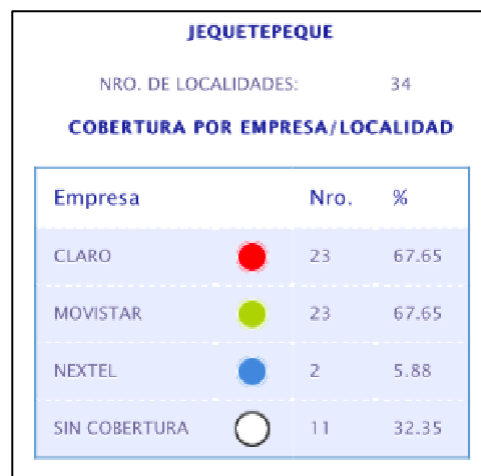 JEQUETEPEQUE
NRO. DE LOCALIDADES: 34
COBERTURA POR EMPRESA/LOCALIDAD
Empresa Nro. %
CLARO 23 67.65
MOVISTAR 23 67.65
NEXTEL 2 5.88
SIN COBERTURA 11 32.35